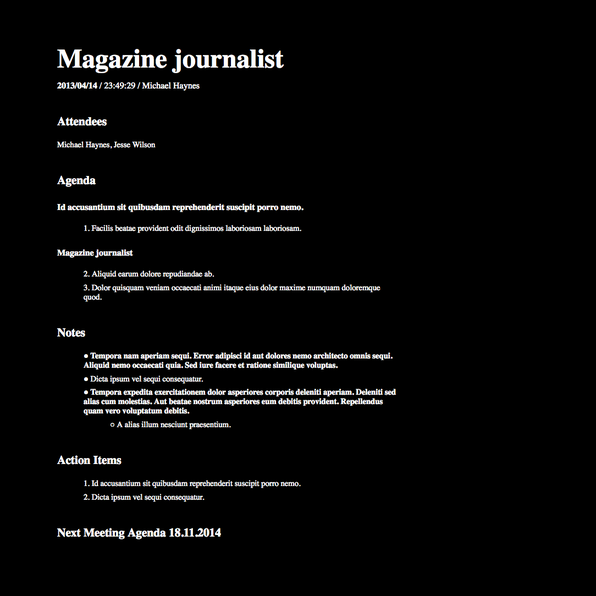 Magazine journalist
2013/04/14 / 23:49:29 / Michael Haynes
Attendees
Michael Haynes, Jesse Wilson
Agenda
Id accusantium sit quibusdam reprehenderit suscipit porro nemo.
1. Facilis beatae provident odit dignissimos laboriosam laboriosam.
Magazine journalist
2. Aliquid earum dolore repudiandae ab.
3. Dolor quisquam veniam occaecati animi itaque eius dolor maxime numquam doloremque
quod.
Notes
● Tempora nam aperiam sequi. Error adipisci id aut dolores nemo architecto omnis sequi.
Aliquid nemo occaecati quia. Sed iure facere et ratione similique voluptas.
● Dicta ipsum vel sequi consequatur.
● Tempora expedita exercitationem dolor asperiores corporis deleniti aperiam. Deleniti sed
alias cum molestias. Aut beatae nostrum asperiores eum debitis provident. Repellendus
quam vero voluptatum debitis.
○ A alias illum nesciunt praesentium.
Action Items
1. Id accusantium sit quibusdam reprehenderit suscipit porro nemo.
2. Dicta ipsum vel sequi consequatur.
Next Meeting Agenda 18.11.2014